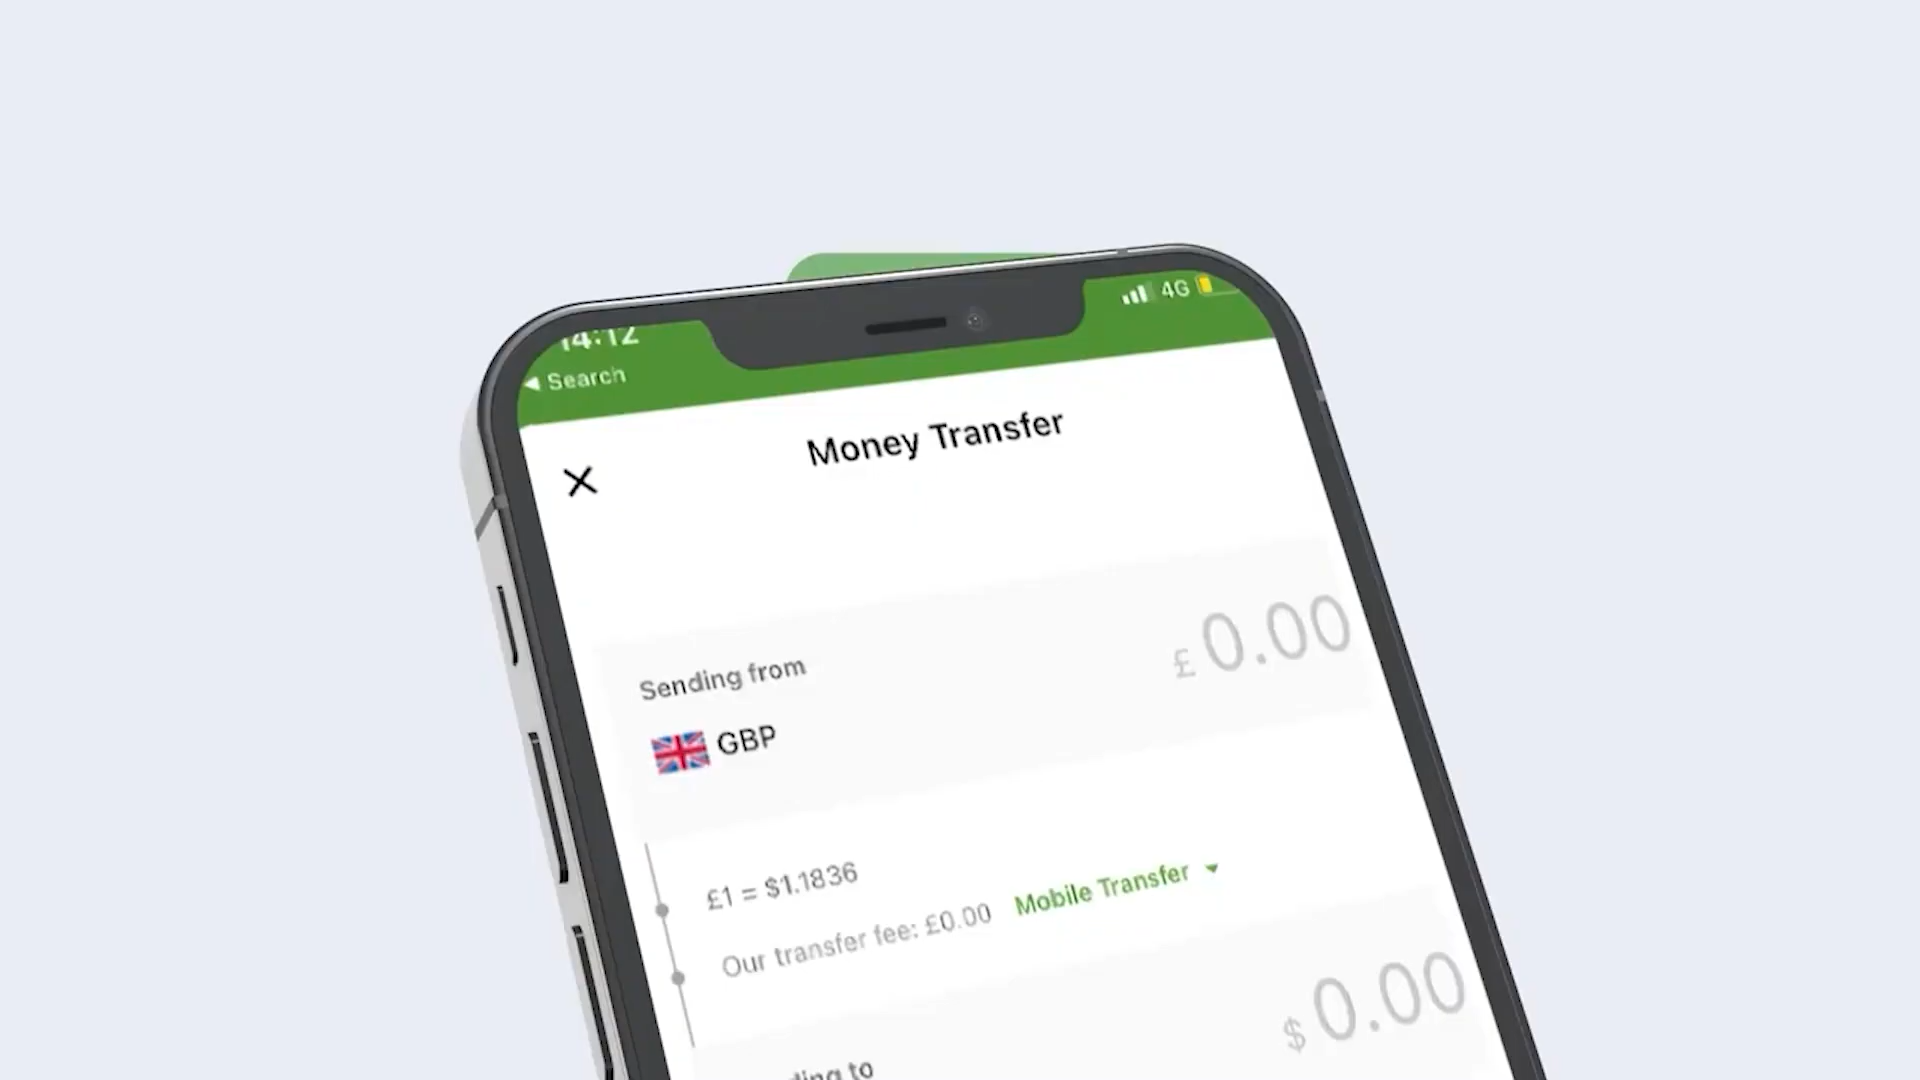 14:12
4G
Search
Money Transfer
Sending from
£0.00
GBP
£1 = $1.1836
Our transfer fee: £0.00 Mobile Transfer
$0.00
to